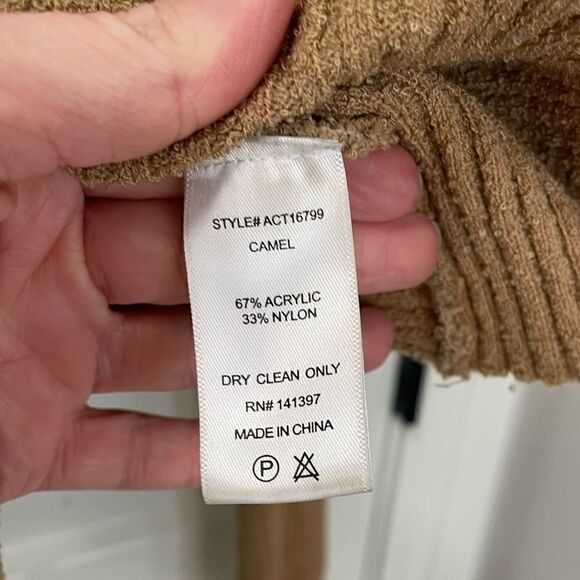 STYLE# ACT16799
CAMEL
67% ACRYLIC
33% NYLON
DRY CLEAN ONLY
RN# 141397
MADE IN CHINA
P